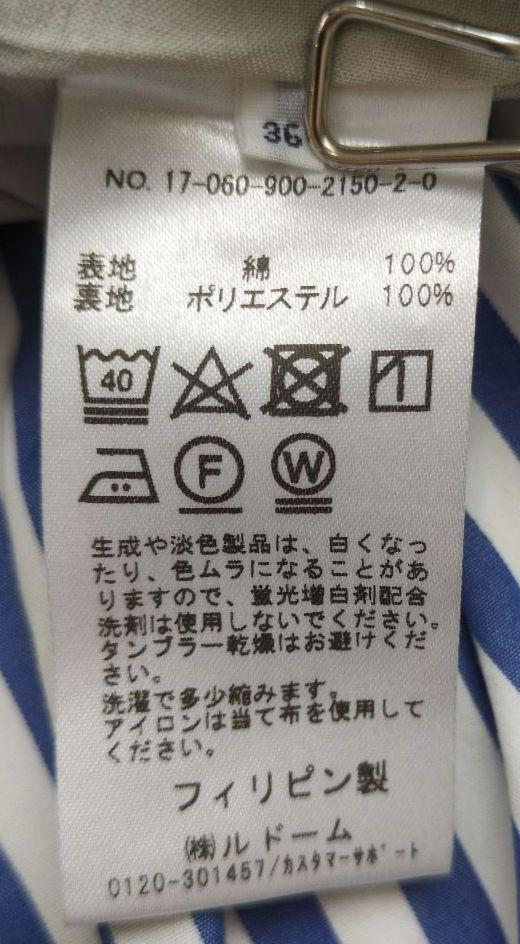 36
NO. 17-060-900-2150-2-0
表地 綿 100%
裏地 ポリエステル 100%
40
F W
生成や淡色製品は、白くなっ
たり、色ムラになることがあ
りますので、蛍光増白剤配合
洗剤は使用しないでください。
タンブラー乾燥はお避けくだ
さい。
洗濯で多少縮みます。
アイロンは当て布を使用して
ください。
フィリピン製
㈱ルドーム
0120-301457/カスタマーサポート